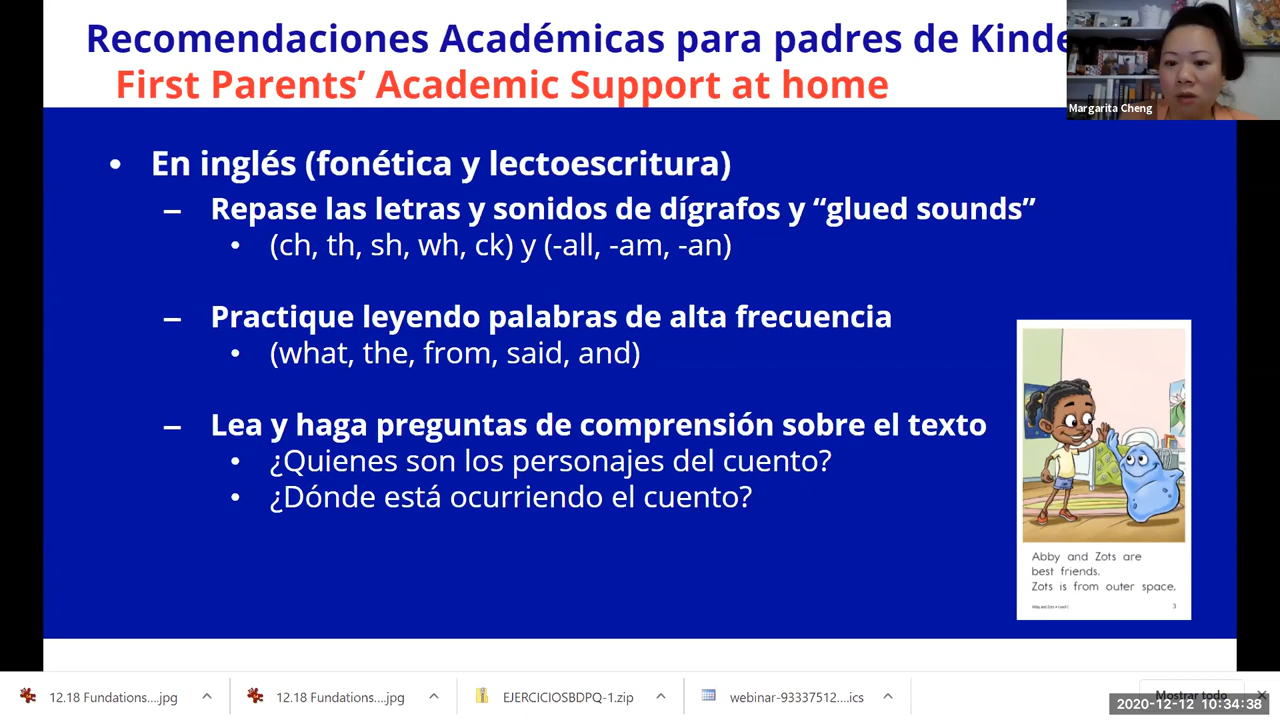 Recomendaciones Académicas para padres de Kinde
First Parents’ Academic Support at home
Margarita Cheng
• En inglés (fonética y lectoescritura)
– Repase las letras y sonidos de dígrafos y “glued sounds”
• (ch, th, sh, wh, ck) y (-all, -am, -an)
– Practique leyendo palabras de alta frecuencia
• (what, the, from, said, and)
– Lea y haga preguntas de comprensión sobre el texto
• ¿Quienes son los personajes del cuento?
• ¿Dónde está ocurriendo el cuento?
Abby and Zots are
best friends.
Zots is from outer space.
3
12.18 Fundations....jpg
12.18 Fundations....jpg
EJERCICIOSBDPQ-1.zip
webinar-93337512....ics
Mostrar todo
2020-12-12 10:34:38